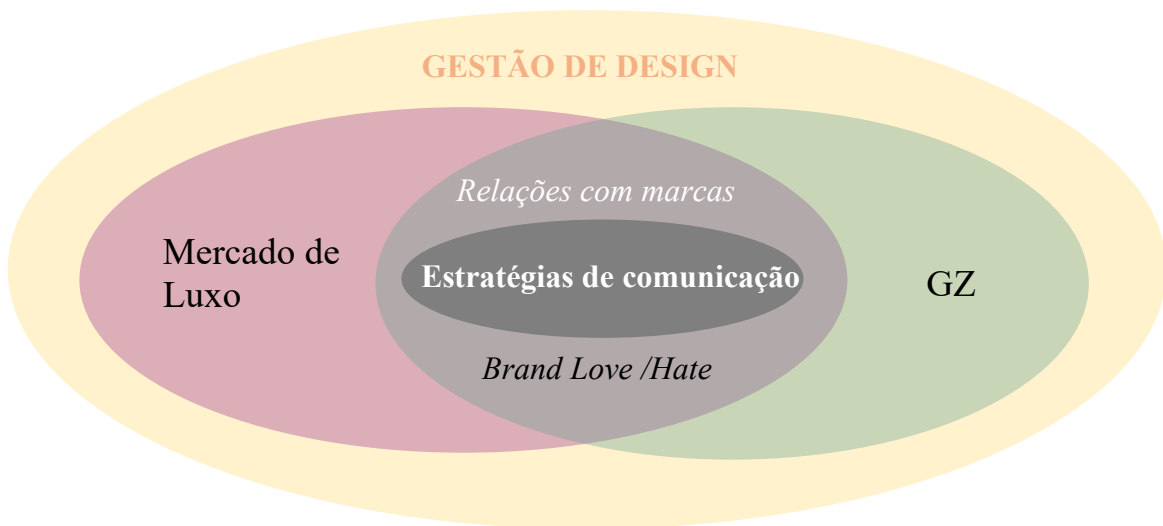 GESTÃO DE DESIGN
Relações com marcas
Mercado de
Luxo
Estratégias de comunicação
GZ
Brand Love /Hate